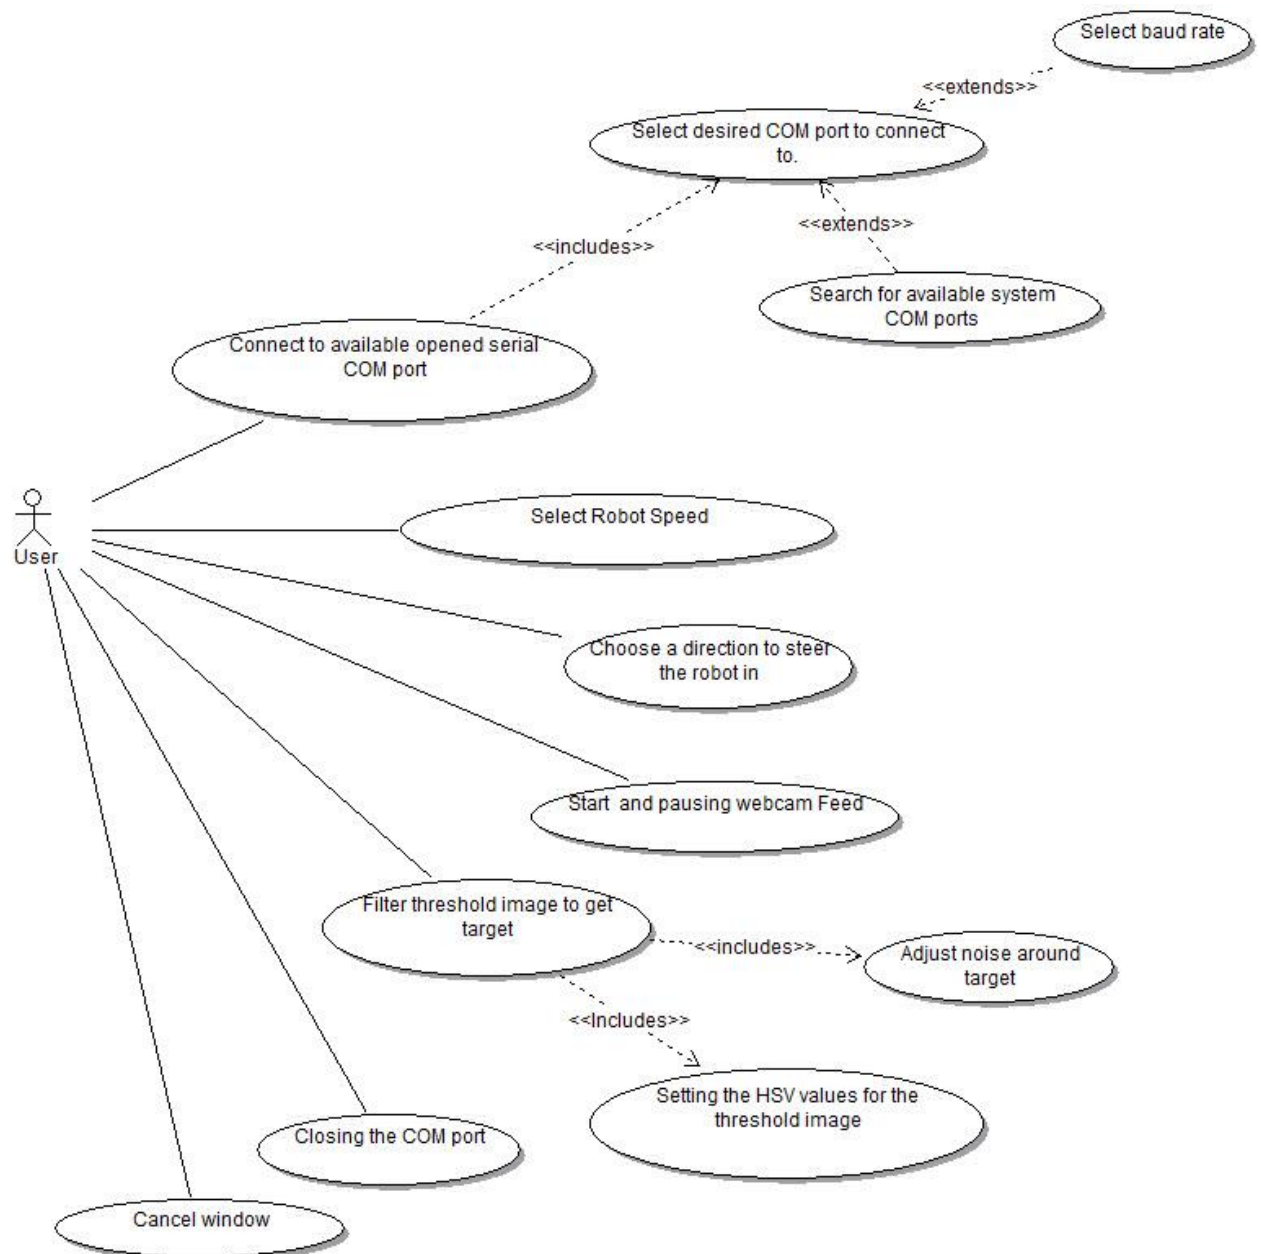 Select baud rate
<<extends>>
Select desired COM port to connect
to.
<<extends>>
<<includes>>
Search for available system
COM ports
Connect to available opened serial
COM port
Select Robot Speed
User
Choose a direction to steer
the robot in
Start  and pausing webcam Feed
Filter threshold image to get
target
<<includes>>
Adjust noise around
target
<<Includes>>
Setting the HSV values for the
threshold image
Closing the COM port
Cancel window